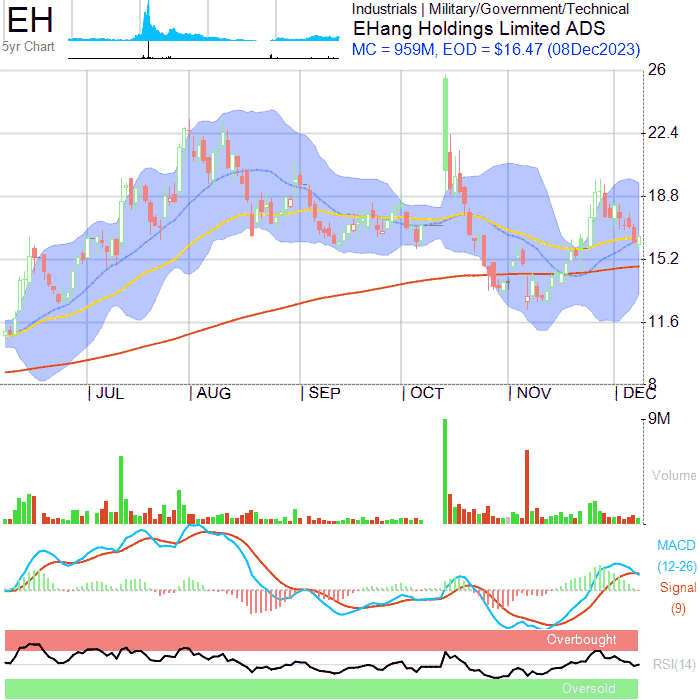 EH
5yr Chart
Industrials | Military/Government/Technical
EHang Holdings Limited ADS
MC = 959M, EOD = $16.47 (08Dec2023)
26
22.4
18.8
15.2
11.6
8
JUL AUG SEP OCT NOV DEC
9M
Volume
MACD
(12-26)
Signal
(9)
Overbought
RSI(14)
Oversold